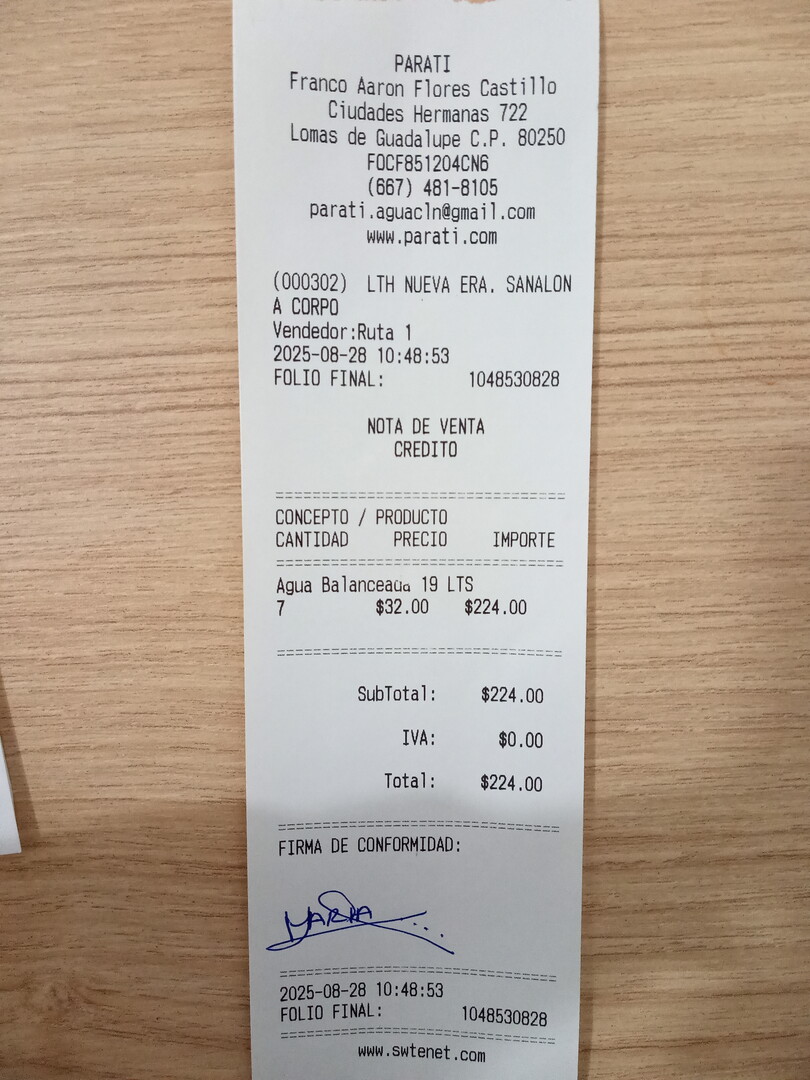 PARATI
Franco Aaron Flores Castillo
Ciudades Hermanas 722
Lomas de Guadalupe C.P. 80250
FOCF851204CN6
(667) 481-8105
parati.aguacln@gmail.com
www.parati.com
(000302) LTH NUEVA ERA. SANALON
A CORPO
Vendedor:Ruta 1
2025-08-28 10:48:53
FOLIO FINAL: 1048530828
NOTA DE VENTA
CREDITO
CONCEPTO / PRODUCTO
CANTIDAD PRECIO IMPORTE
Agua Balanceada 19 LTS
7 $32.00 $224.00
SubTotal: $224.00
IVA: $0.00
Total: $224.00
FIRMA DE CONFORMIDAD:
2025-08-28 10:48:53
FOLIO FINAL: 1048530828
www.swtenet.com